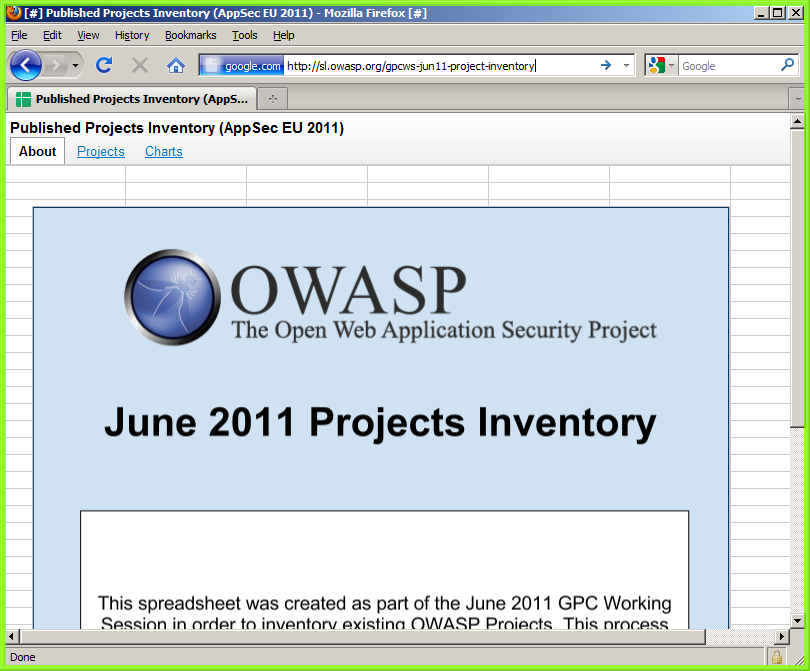 [#] Published Projects Inventory (AppSec EU 2011) - Mozilla Firefox [#]
File Edit View History Bookmarks Tools Help
google.com http://sl.owasp.org/gpcws-jun11-project-inventory Google
Published Projects Inventory (AppS...
Published Projects Inventory (AppSec EU 2011)
About Projects Charts
OWASP
The Open Web Application Security Project
June 2011 Projects Inventory
This spreadsheet was created as part of the June 2011 GPC Working
Session in order to inventory existing OWASP Projects. This process
Done